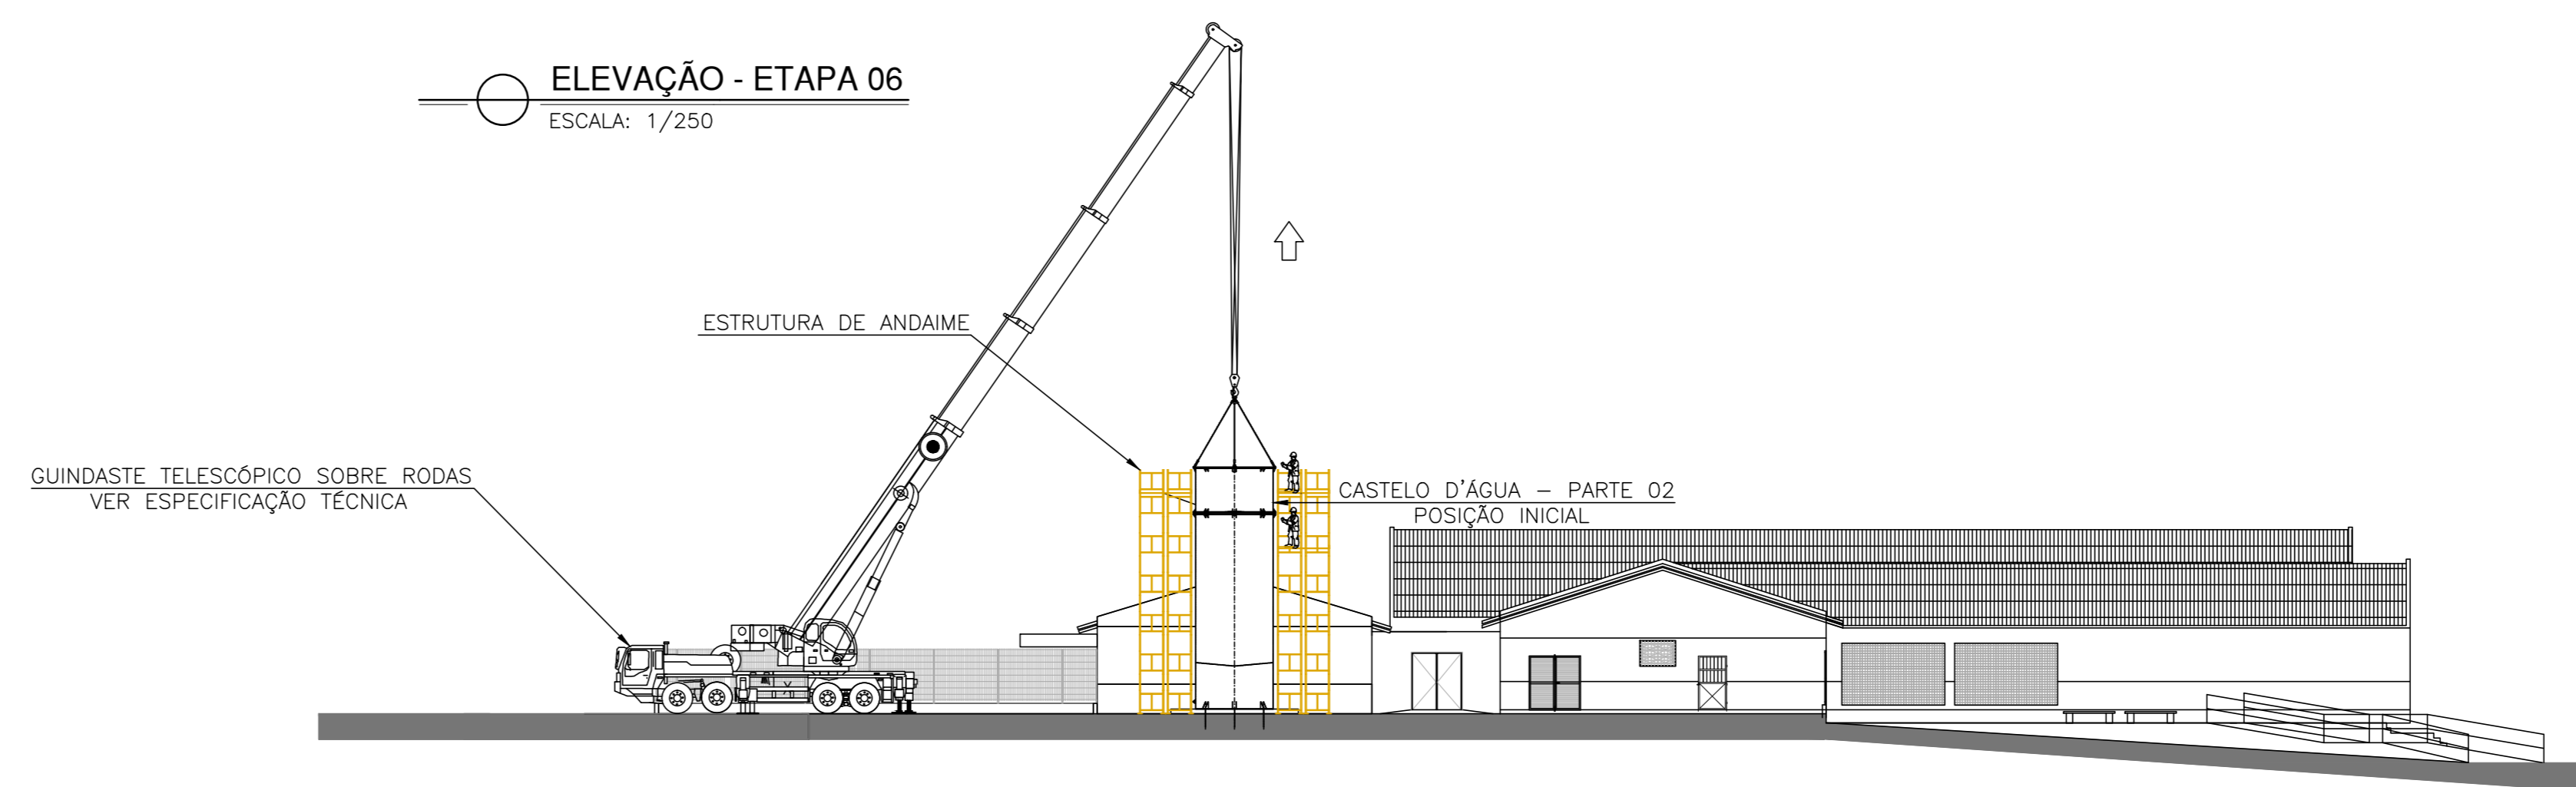 ELEVAÇÃO - ETAPA 06
ESCALA: 1/250
ESTRUTURA DE ANDAIME
GUINDASTE TELESCÓPICO SOBRE RODAS
VER ESPECIFICAÇÃO TÉCNICA
CASTELO D'ÁGUA – PARTE 02
POSIÇÃO INICIAL